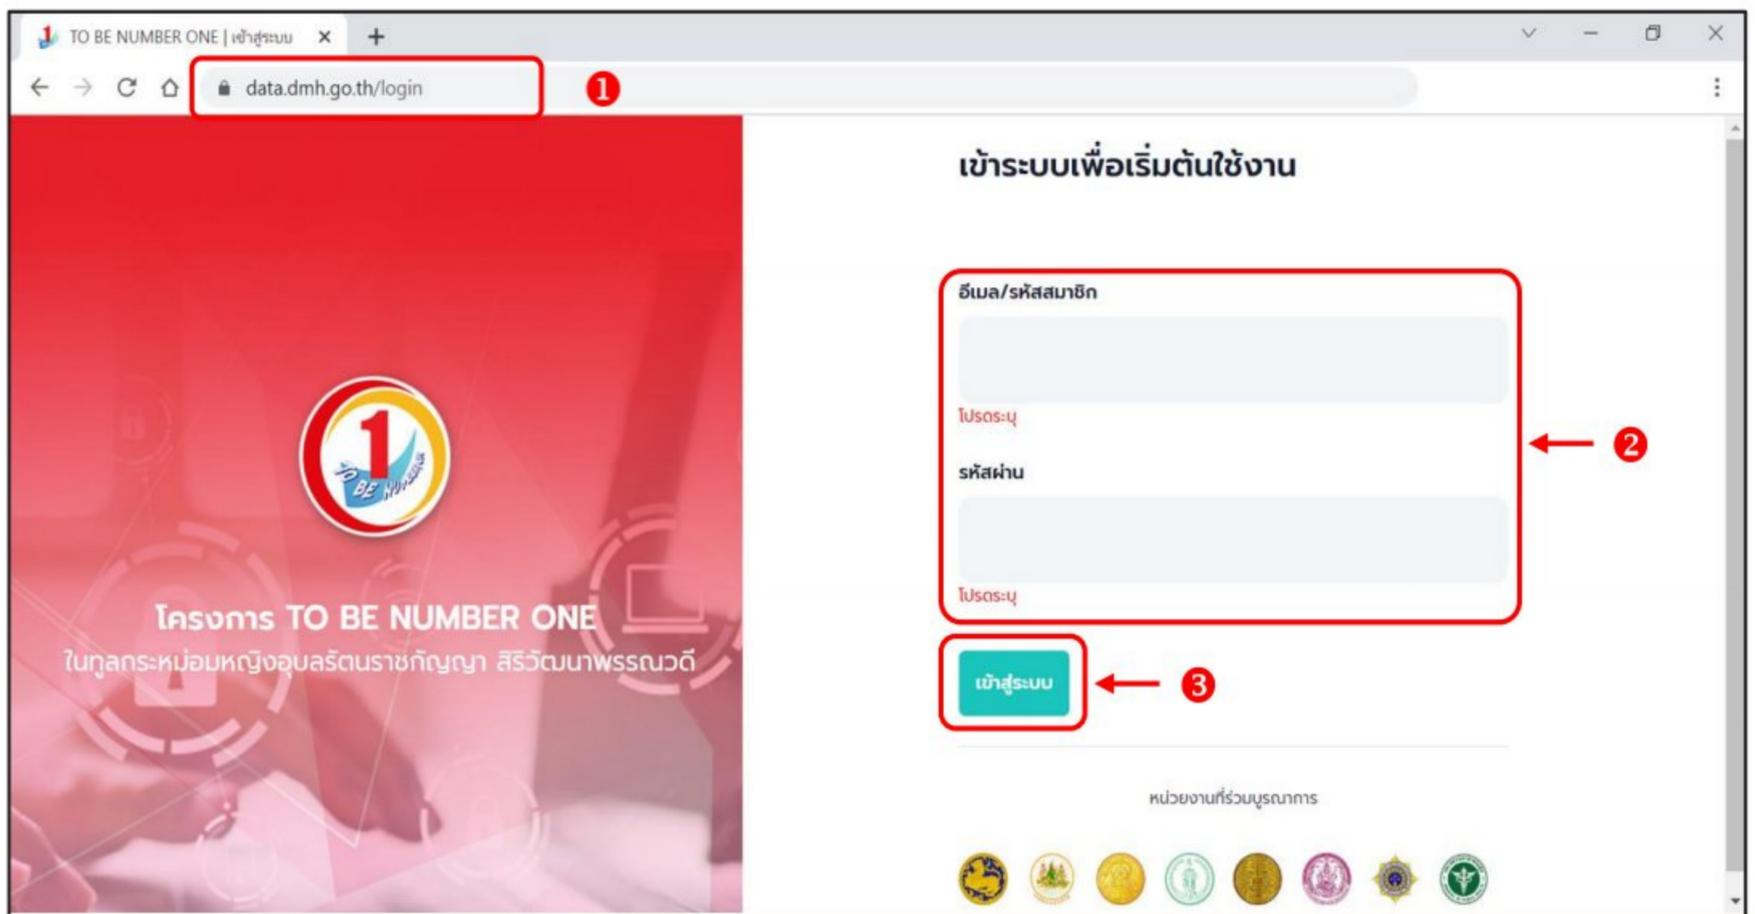 TO BE NUMBER ONE | เข้าสู่ระบบ
data.dmh.go.th/login
1
เข้าระบบเพื่อเริ่มต้นใช้งาน
อีเมล/รหัสสมาชิก
โปรดระบุ
2
รหัสผ่าน
โปรดระบุ
1
TO BE NUMBER
โครงการ TO BE NUMBER ONE
ในทูลกระหม่อมหญิงอุบลรัตนราชกัญญา สิริวัฒนาพรรณวดี
เข้าสู่ระบบ
3
หน่วยงานที่ร่วมบูรณาการ